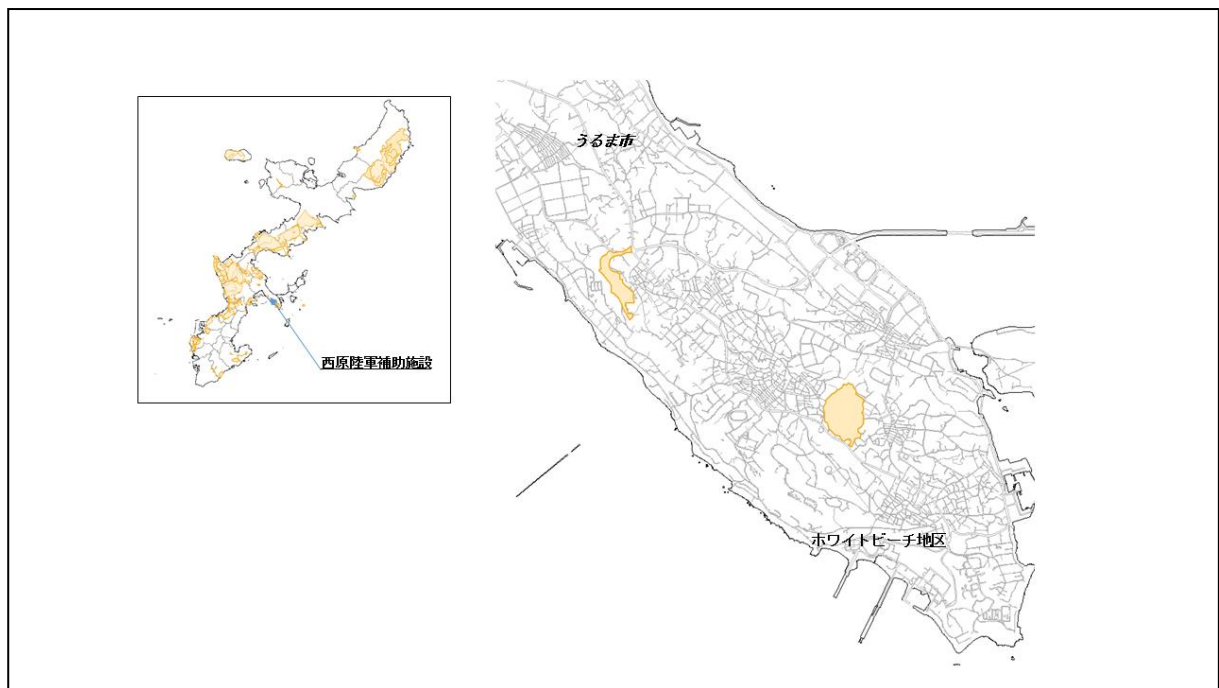 西原陸軍補助施設
うるま市
ホワイトビーチ地区